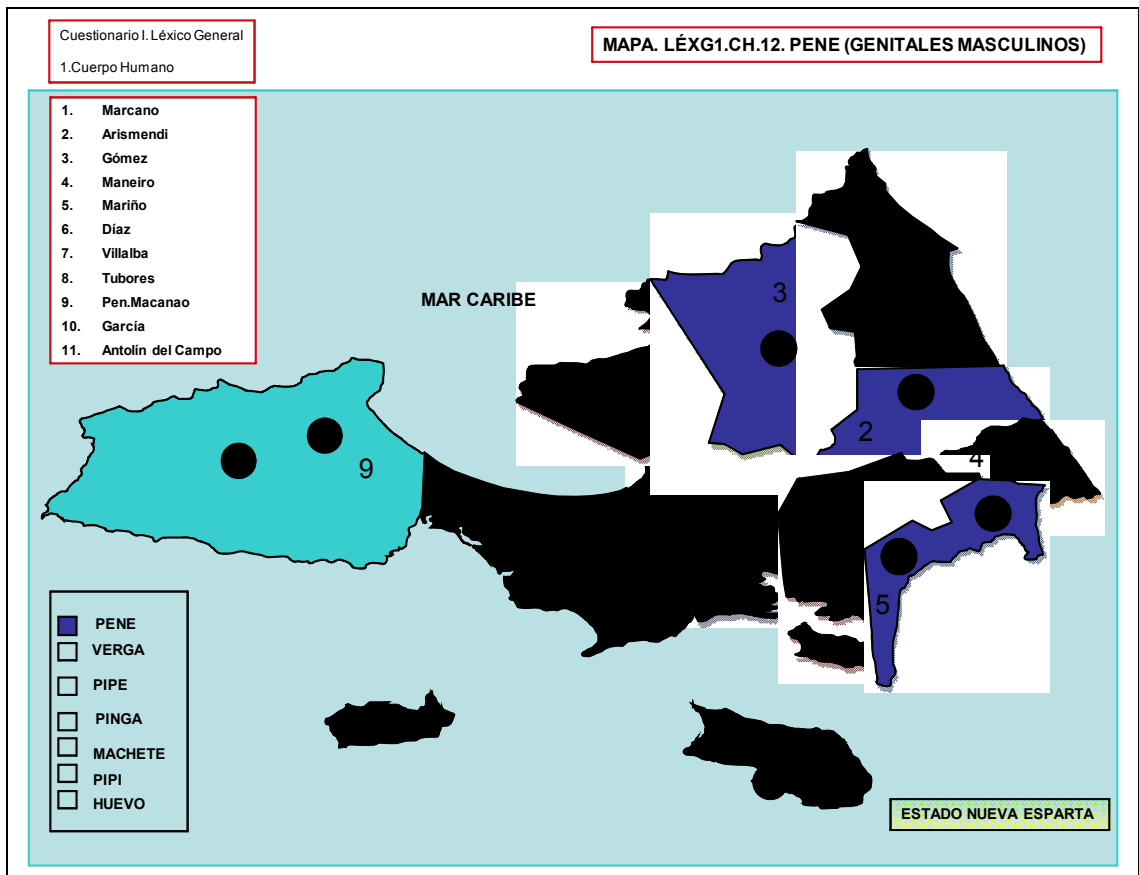 Cuestionario I. Léxico General
1.Cuerpo Humano
MAPA. LÉXG1.CH.12. PENE (GENITALES MASCULINOS)
1. Marcano
2. Arismendi
3. Gómez
4. Maneiro
5. Mariño
6. Díaz
7. Villalba
8. Tubores
9. Pen.Macanao
10. García
11. Antolín del Campo
MAR CARIBE
3
2
4
9
5
PENE
VERGA
PIPE
PINGA
MACHETE
PIPI
HUEVO
ESTADO NUEVA ESPARTA